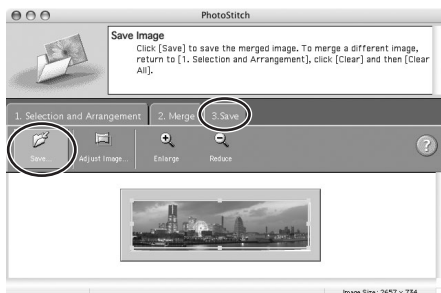 PhotoStitch
Save Image
Click [Save] to save the merged image. To merge a different image,
return to [1. Selection and Arrangement], click [Clear] and then [Clear
All].
1. Selection and Arrangement 2. Merge 3.Save
Save... Adjust Image... Enlarge Reduce ?
Image Size: 2657 x 734